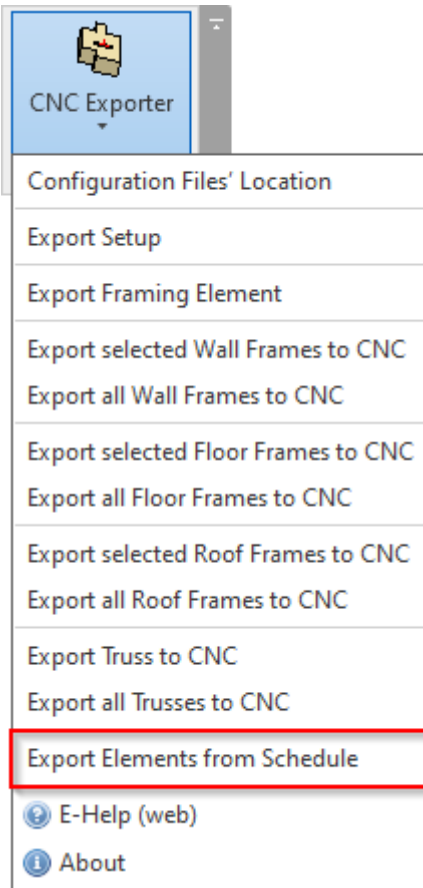 CNC Exporter
Configuration Files' Location
Export Setup
Export Framing Element
Export selected Wall Frames to CNC
Export all Wall Frames to CNC
Export selected Floor Frames to CNC
Export all Floor Frames to CNC
Export selected Roof Frames to CNC
Export all Roof Frames to CNC
Export Truss to CNC
Export all Trusses to CNC
Export Elements from Schedule
E-Help (web)
About